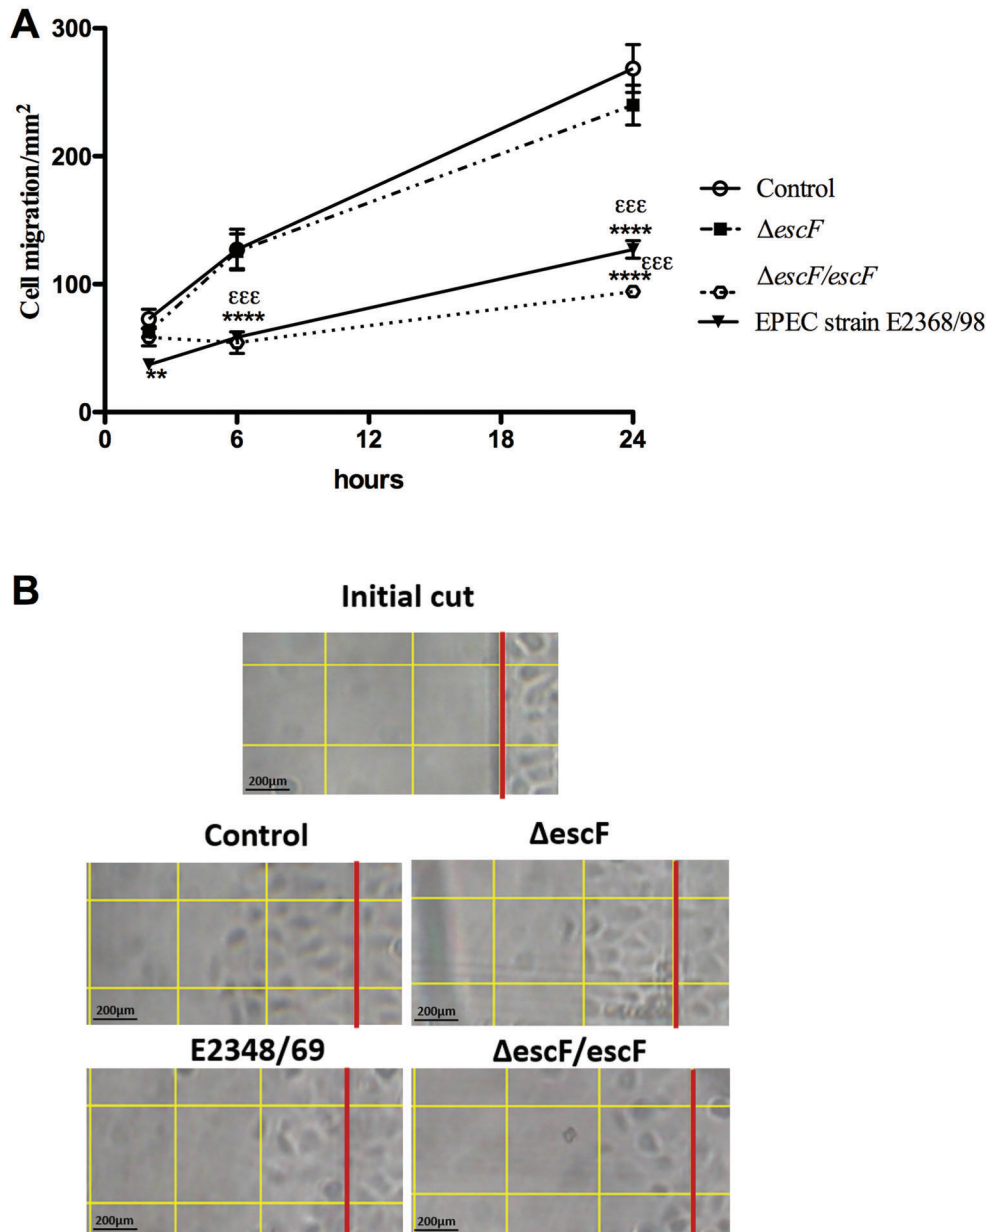 A
300
200
100
0
Cell migration/mm²
0 6 12 18 24
hours
**
εεε
****
εεε
****
εεε
****
Control
ΔescF
ΔescF/escF
EPEC strain E2368/98
B
Initial cut
200μm
Control
ΔescF
200μm
200μm
E2348/69
ΔescF/escF
200μm
200μm